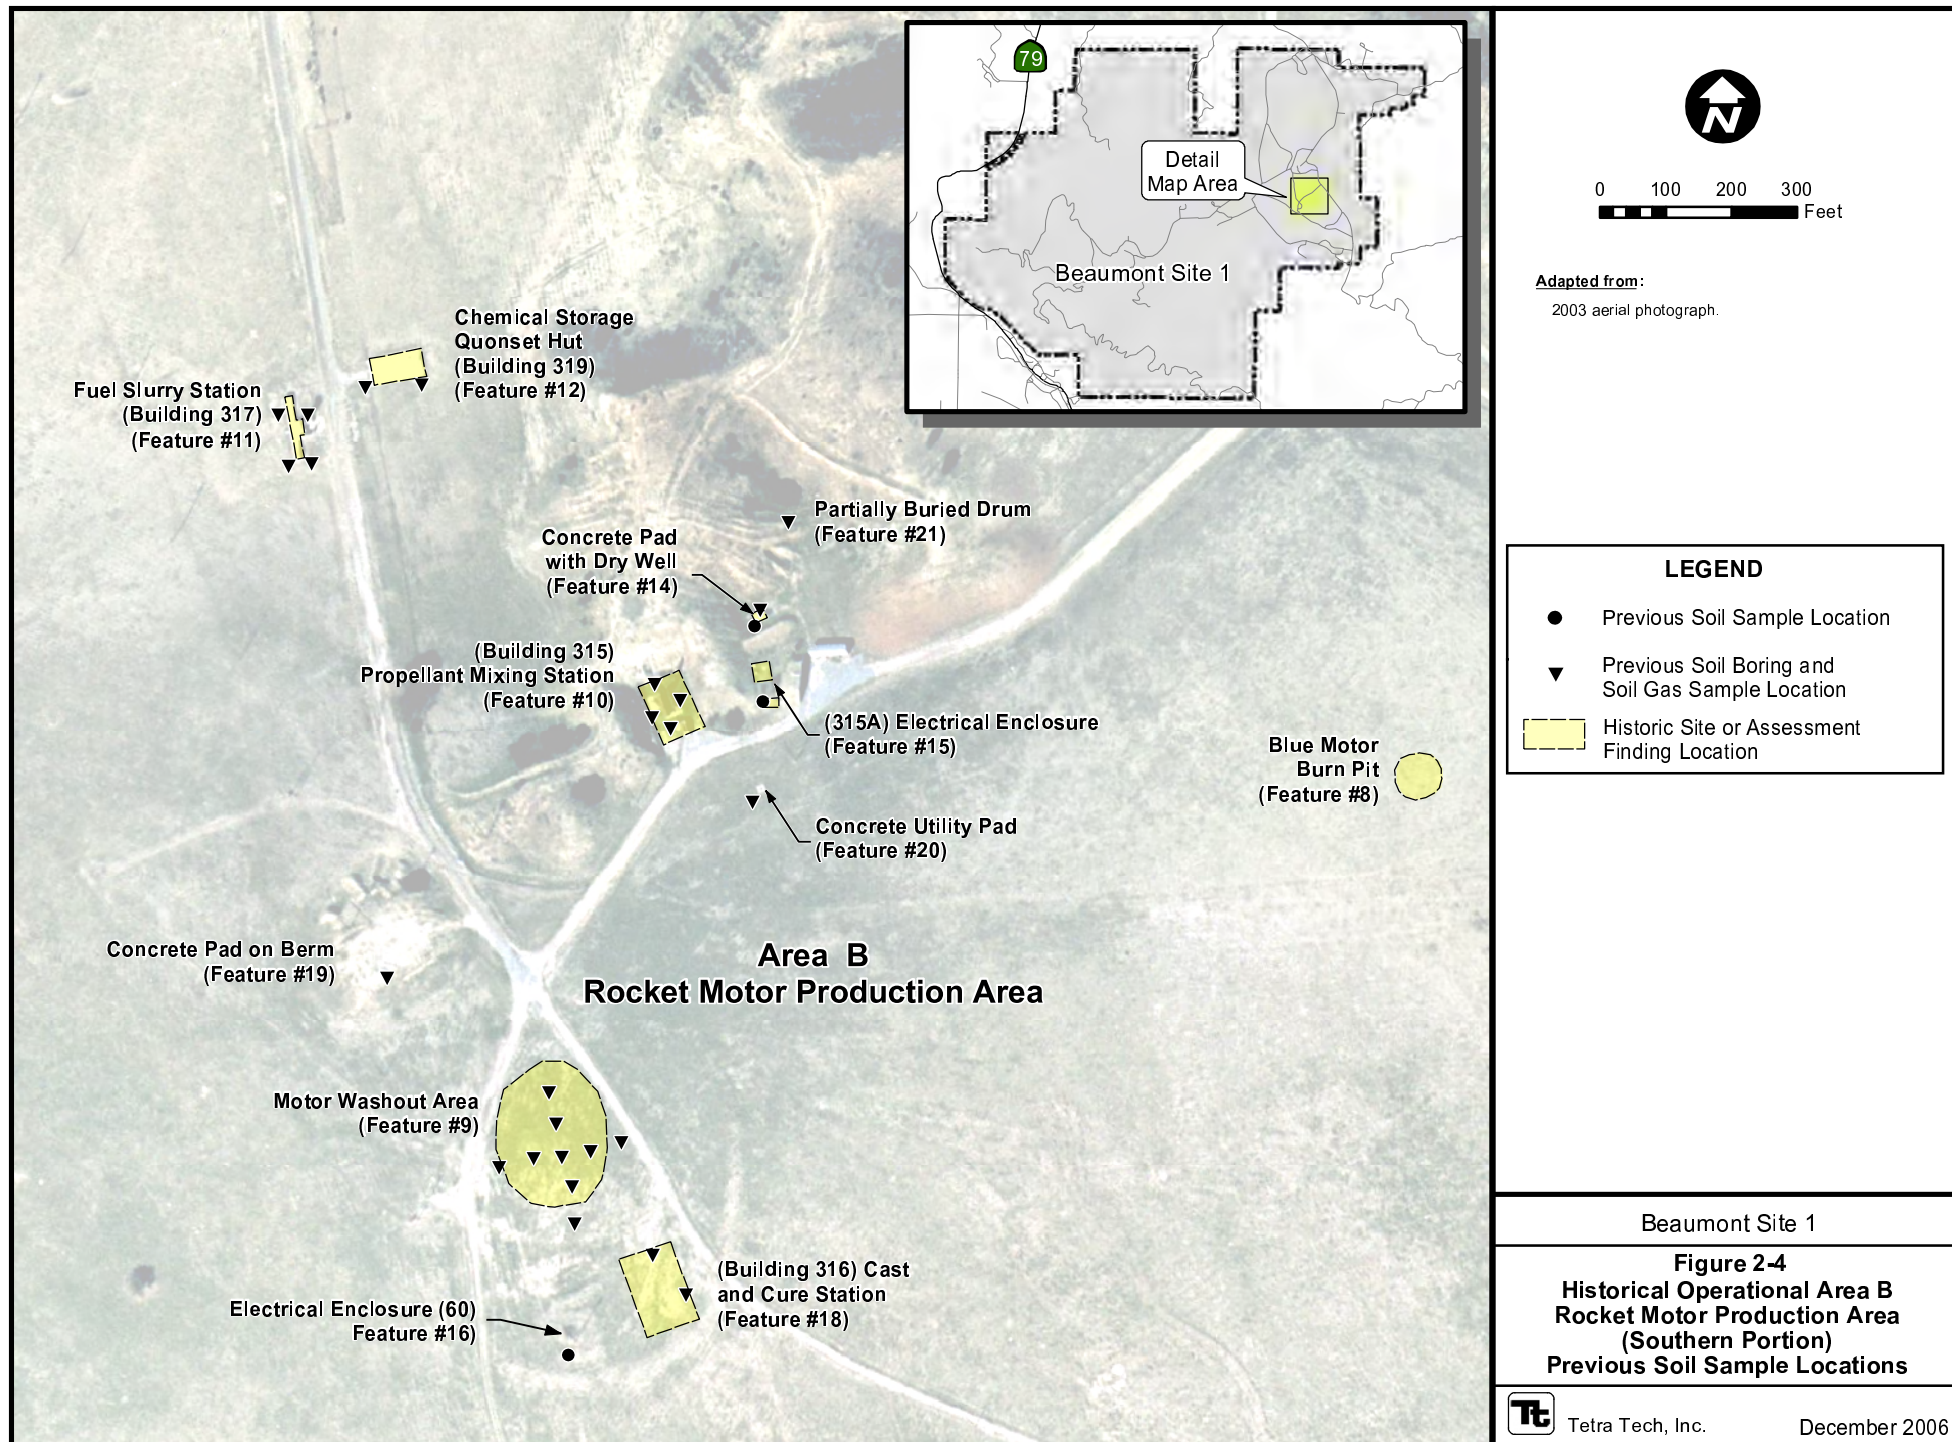 79
Detail
Map Area
Beaumont Site 1
N
0 100 200 300
Feet
Adapted from:
2003 aerial photograph.
Chemical Storage
Quonset Hut
(Building 319)
(Feature #12)
Fuel Slurry Station
(Building 317)
(Feature #11)
Partially Buried Drum
(Feature #21)
Concrete Pad
with Dry Well
(Feature #14)
(Building 315)
Propellant Mixing Station
(Feature #10)
(315A) Electrical Enclosure
(Feature #15)
Blue Motor
Burn Pit
(Feature #8)
Concrete Utility Pad
(Feature #20)
Concrete Pad on Berm
(Feature #19)
Area B
Rocket Motor Production Area
Motor Washout Area
(Feature #9)
(Building 316) Cast
and Cure Station
(Feature #18)
Electrical Enclosure (60)
Feature #16)
LEGEND
Previous Soil Sample Location
Previous Soil Boring and
Soil Gas Sample Location
Historic Site or Assessment
Finding Location
Beaumont Site 1
Figure 2-4
Historical Operational Area B
Rocket Motor Production Area
(Southern Portion)
Previous Soil Sample Locations
Tt
Tetra Tech, Inc.
December 2006